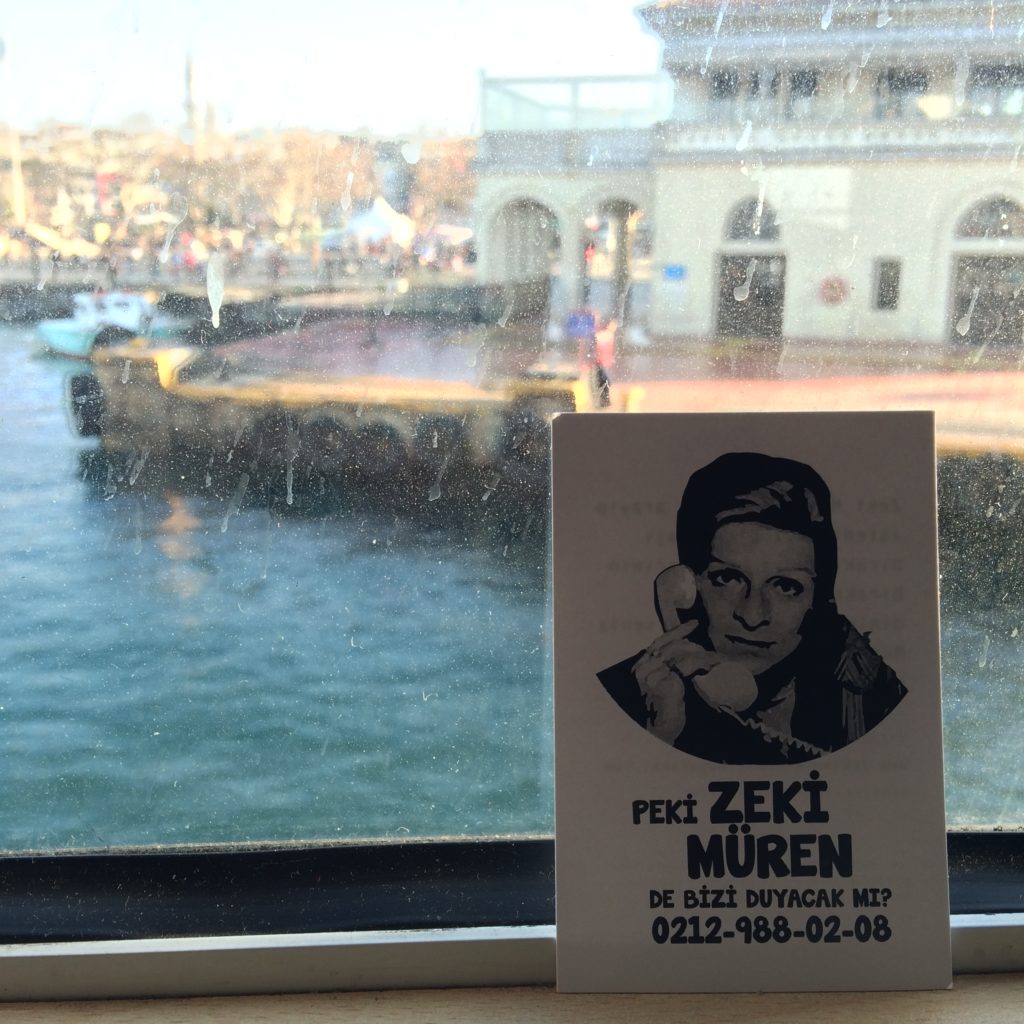 PEKİ ZEKİ
MÜREN
DE BİZİ DUYACAK MI?
0212-988-02-08